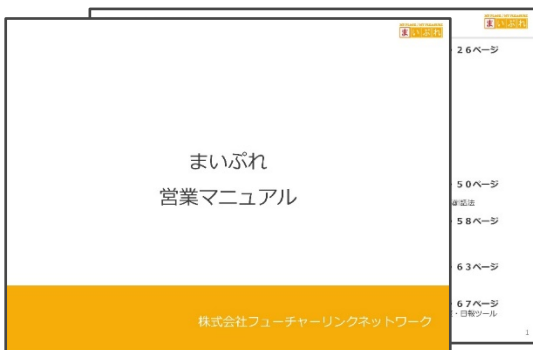 まいぷれ
まいぷれ
営業マニュアル
株式会社フューチャーリンクネットワーク
まいぷれ
26ページ
50ページ
58ページ
63ページ
67ページ
・日報ツール
1